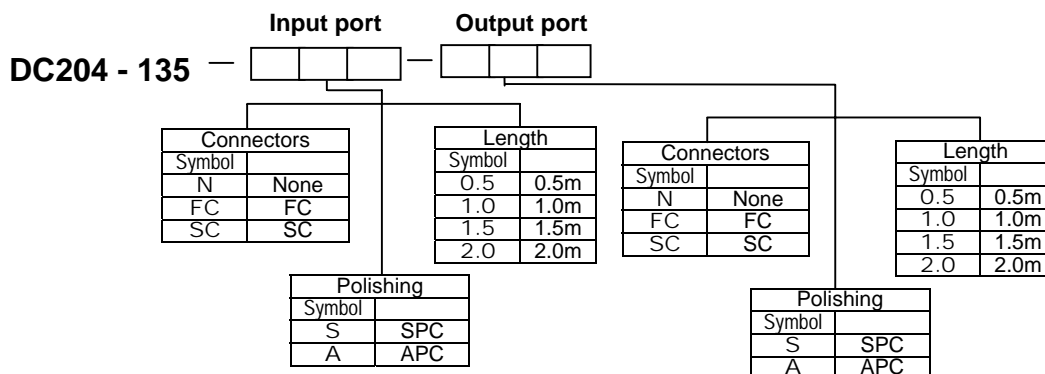 Input port Output port
DC204 - 135 — —
Connectors
Symbol
N None
FC FC
SC SC
Length
Symbol
0.5 0.5m
1.0 1.0m
1.5 1.5m
2.0 2.0m
Polishing
Symbol
S SPC
A APC
Connectors
Symbol
N None
FC FC
SC SC
Length
Symbol
0.5 0.5m
1.0 1.0m
1.5 1.5m
2.0 2.0m
Polishing
Symbol
S SPC
A APC